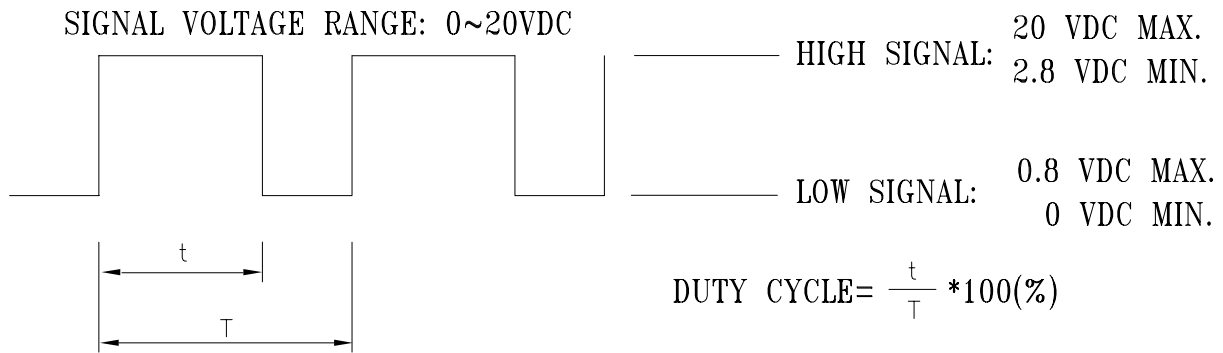 SIGNAL VOLTAGE RANGE: 0~20VDC
HIGH SIGNAL: 20 VDC MAX.
2.8 VDC MIN.
LOW SIGNAL: 0.8 VDC MAX.
0 VDC MIN.
t
T
DUTY CYCLE= t/T *100(%)